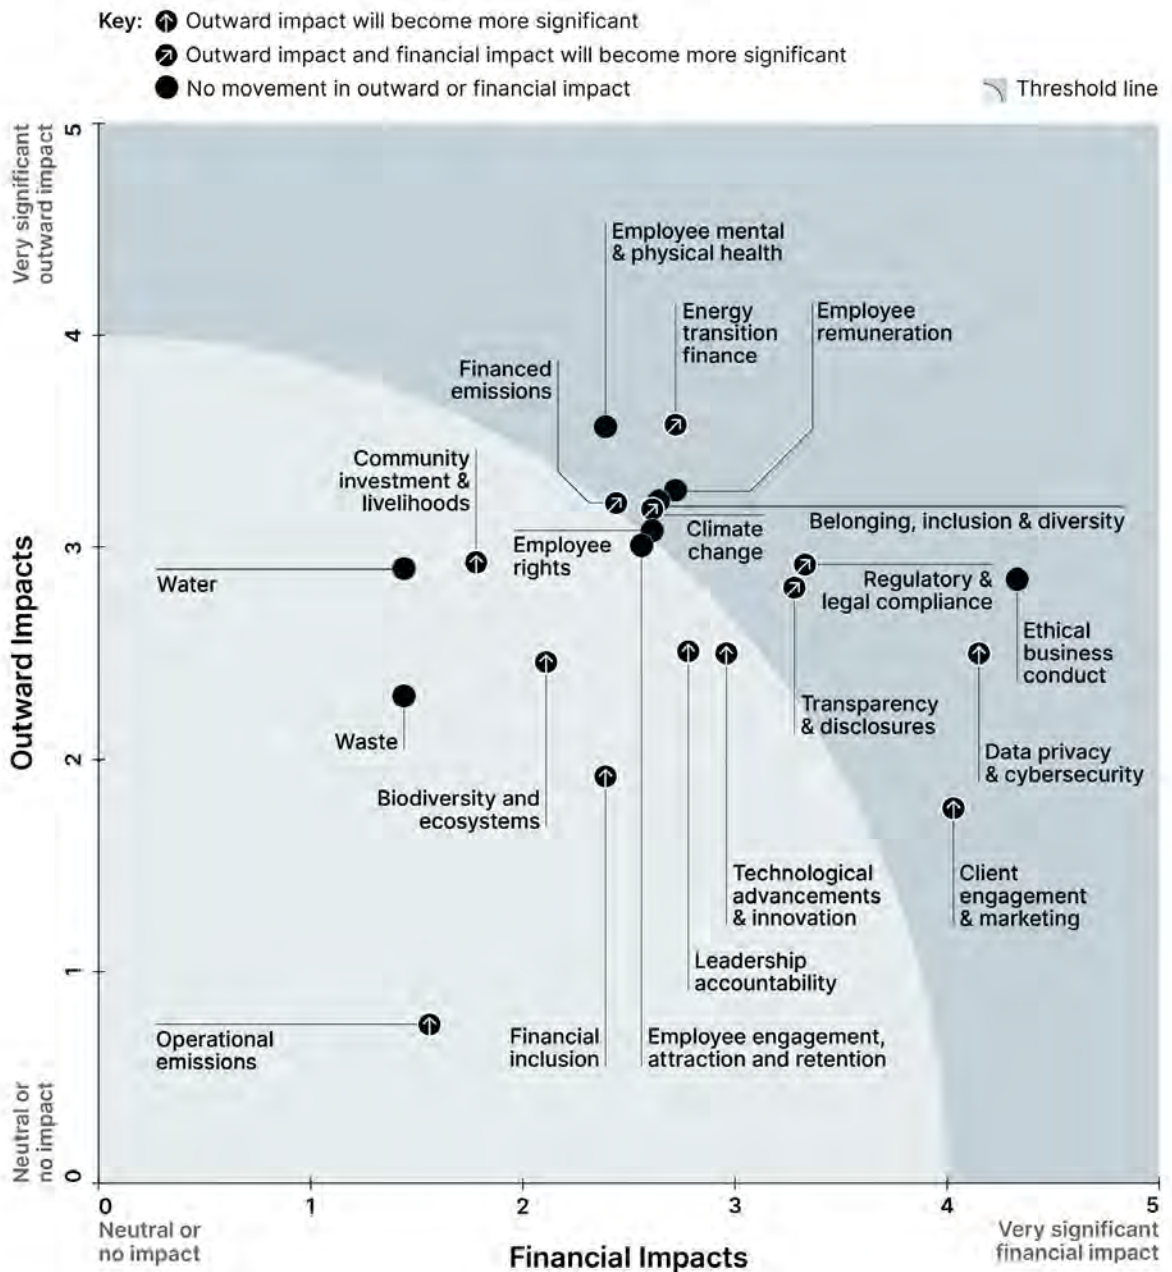 Key: Outward impact will become more significant
Outward impact and financial impact will become more significant
No movement in outward or financial impact
Threshold line
Very significant
outward impact
5
4
3
2
1
0
Outward Impacts
Neutral or
no impact
Employee mental
& physical health
Energy
transition
finance
Employee
remuneration
Financed
emissions
Community
investment &
livelihoods
Belonging, inclusion & diversity
Climate
change
Employee
rights
Water
Regulatory &
legal compliance
Ethical
business
conduct
Transparency
& disclosures
Waste
Data privacy
& cybersecurity
Biodiversity and
ecosystems
Technological
advancements
& innovation
Client
engagement
& marketing
Leadership
accountability
Operational
emissions
Financial
inclusion
Employee engagement,
attraction and retention
0
1
2
3
4
5
Neutral or
no impact
Financial Impacts
Very significant
financial impact